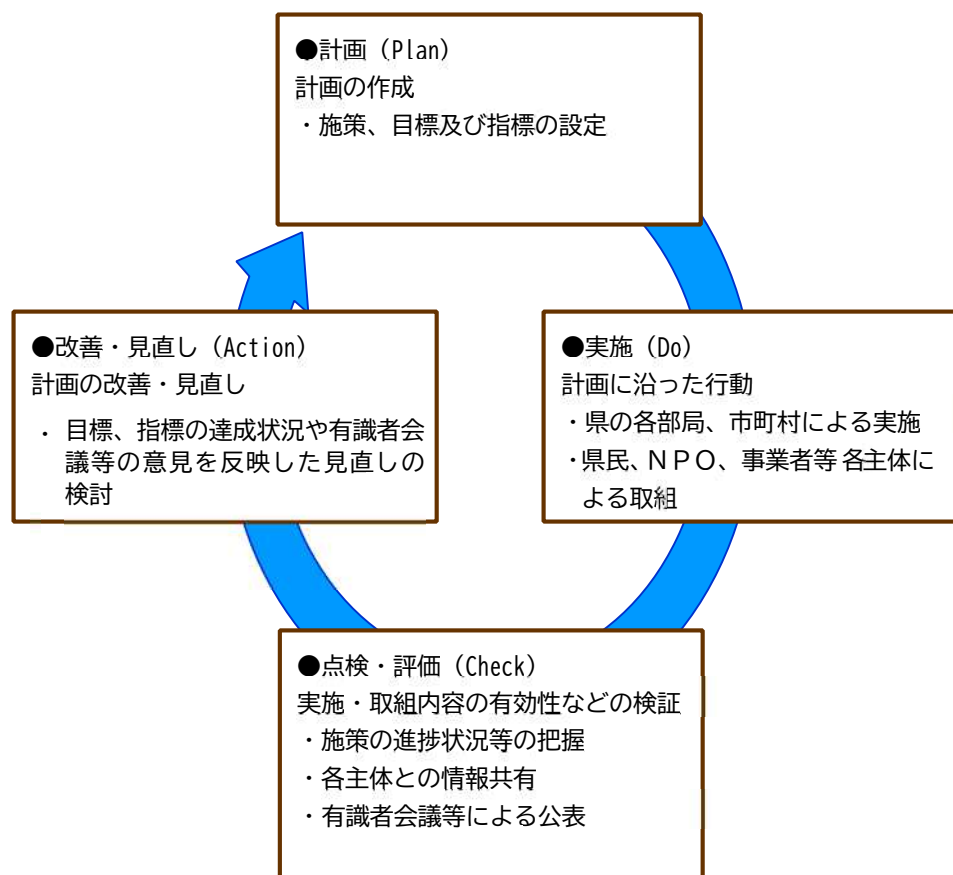 ●計画（Plan）
計画の作成
・施策、目標及び指標の設定
●改善・見直し（Action）
計画の改善・見直し
・ 目標、指標の達成状況や有識者会
議等の意見を反映した見直しの
検討
●実施（Do）
計画に沿った行動
・県の各部局、市町村による実施
・県民、ＮＰＯ、事業者等 各主体に
よる取組
●点検・評価（Check）
実施・取組内容の有効性などの検証
・施策の進捗状況等の把握
・各主体との情報共有
・有識者会議等による公表